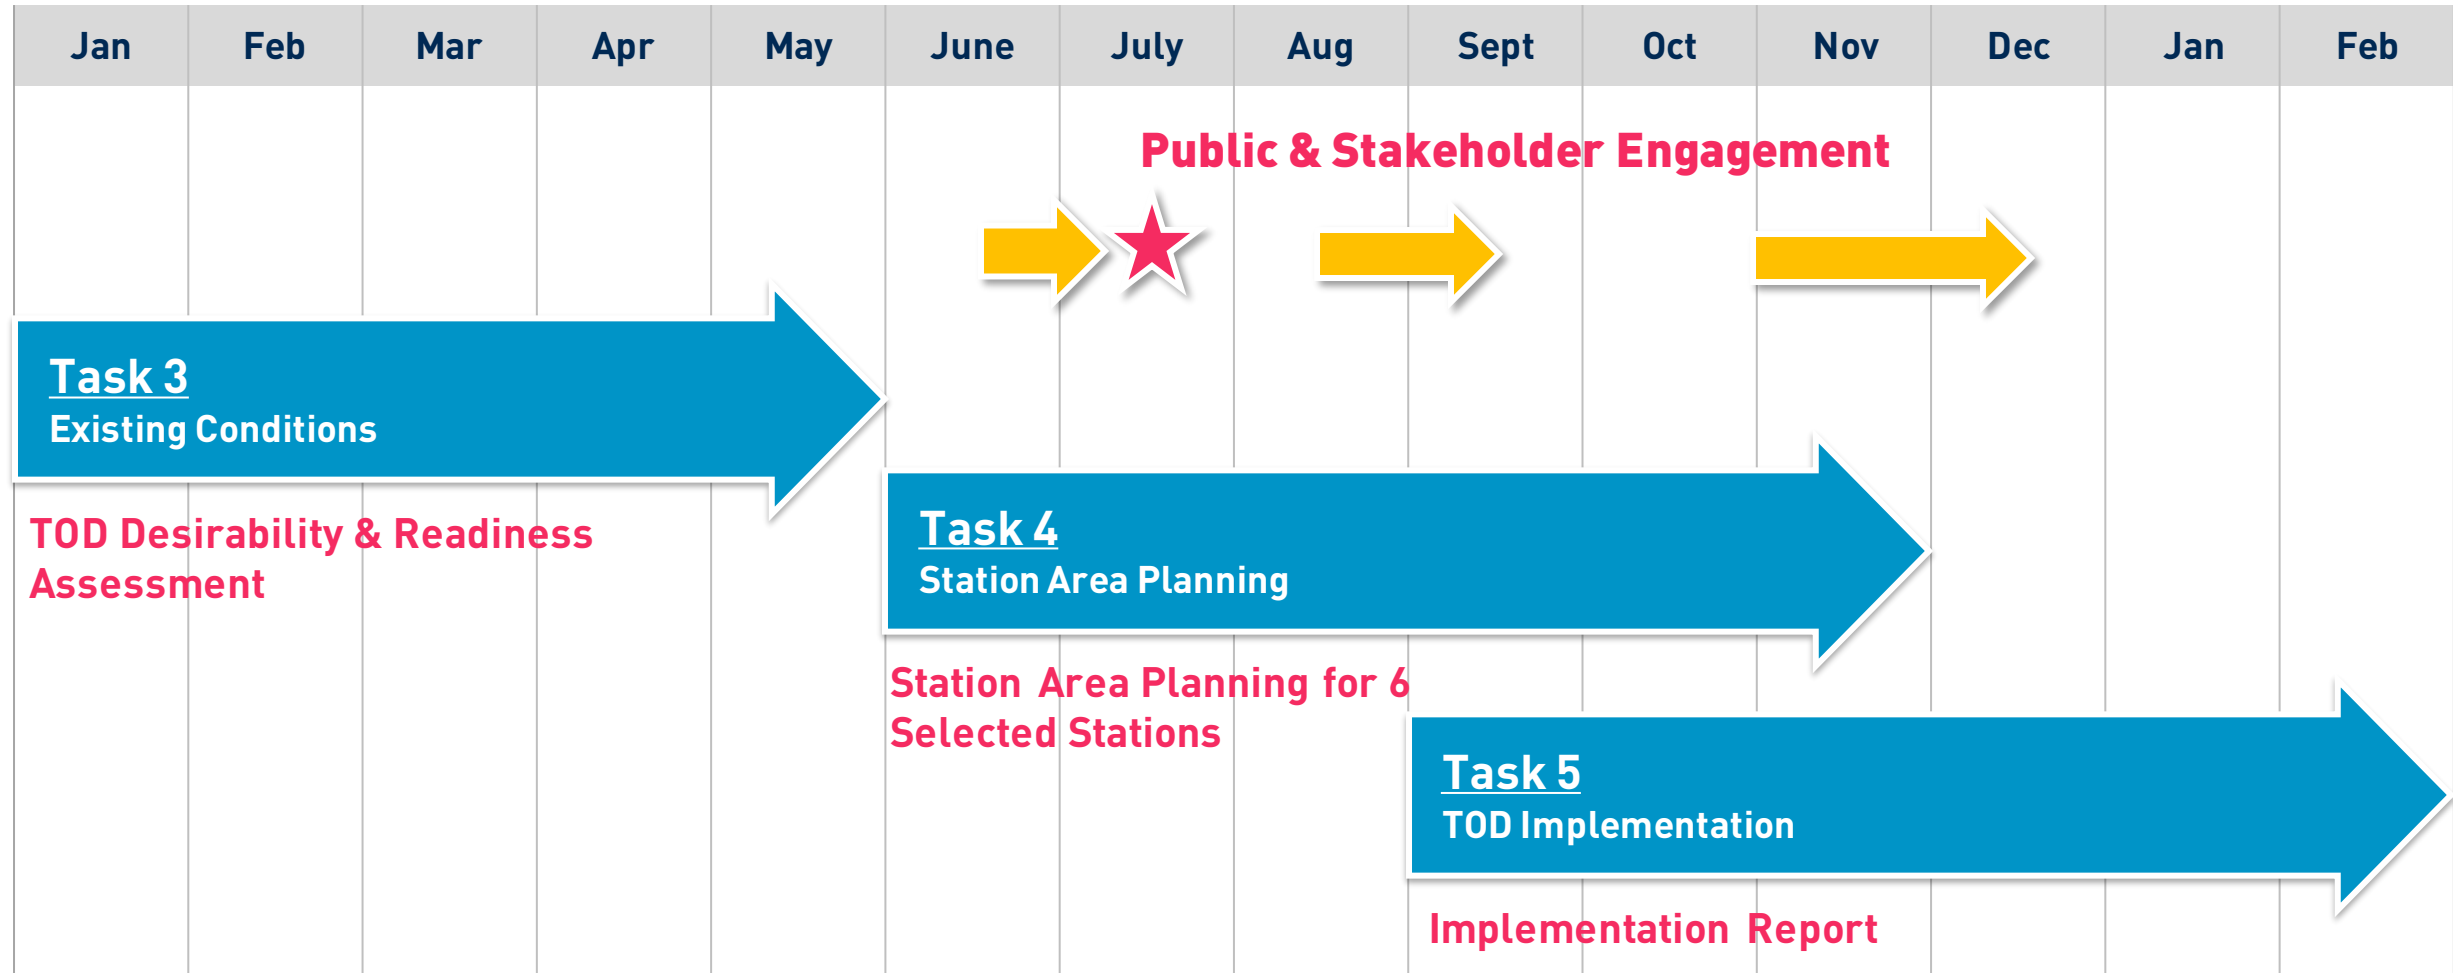 Jan Feb Mar Apr May June July Aug Sept Oct Nov Dec Jan Feb
Public & Stakeholder Engagement
Task 3
Existing Conditions
TOD Desirability & Readiness
Assessment
Task 4
Station Area Planning
Station Area Planning for 6
Selected Stations
Task 5
TOD Implementation
Implementation Report